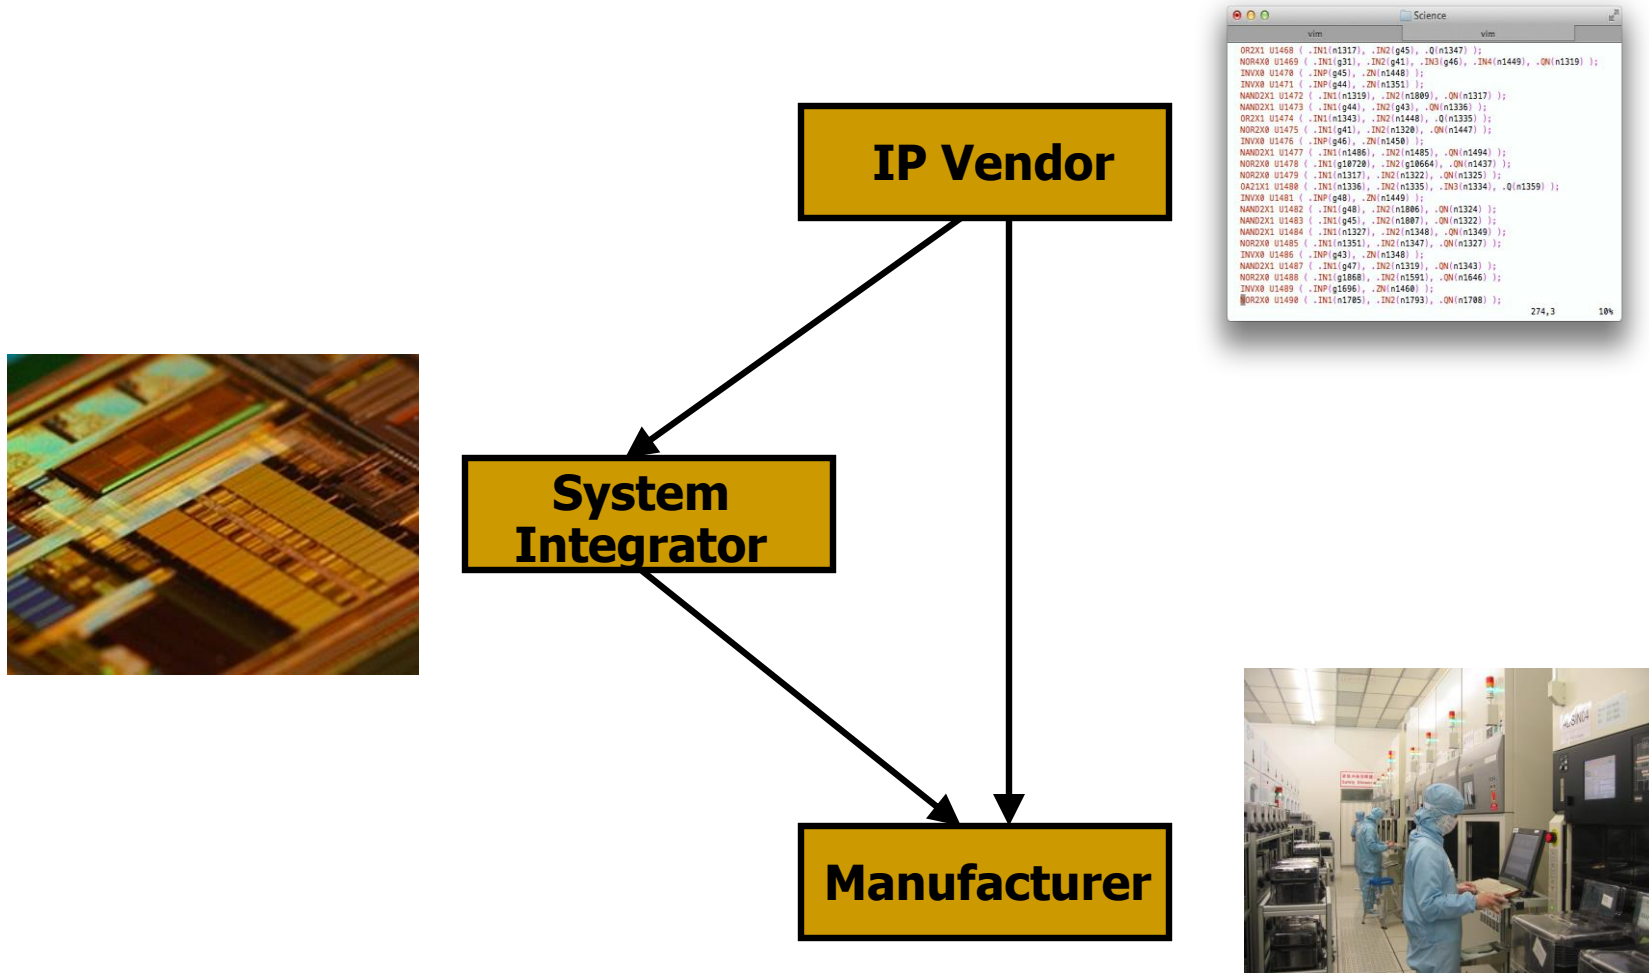 Science
vim vim
OR2X1 U1468 ( .IN1(n1317), .IN2(g45), .Q(n1347) );
NOR4X0 U1469 ( .IN1(g31), .IN2(g41), .IN3(g46), .IN4(n1449), .QN(n1319) );
INVX0 U1470 ( .INP(g45), .ZN(n1448) );
INVX0 U1471 ( .INP(g44), .ZN(n1351) );
NAND2X1 U1472 ( .IN1(n1319), .IN2(n1809), .QN(n1317) );
NAND2X1 U1473 ( .IN1(g44), .IN2(g43), .QN(n1336) );
OR2X1 U1474 ( .IN1(n1343), .IN2(n1448), .Q(n1335) );
NOR2X0 U1475 ( .IN1(g41), .IN2(n1320), .QN(n1447) );
INVX0 U1476 ( .INP(g46), .ZN(n1450) );
NAND2X1 U1477 ( .IN1(n1486), .IN2(n1485), .QN(n1494) );
NOR2X0 U1478 ( .IN1(g10720), .IN2(g10664), .QN(n1437) );
NOR2X0 U1479 ( .IN1(n1317), .IN2(n1322), .QN(n1325) );
OA21X1 U1480 ( .IN1(n1336), .IN2(n1335), .IN3(n1334), .Q(n1359) );
INVX0 U1481 ( .INP(g48), .ZN(n1449) );
NAND2X1 U1482 ( .IN1(g48), .IN2(n1806), .QN(n1324) );
NAND2X1 U1483 ( .IN1(g45), .IN2(n1807), .QN(n1322) );
NAND2X1 U1484 ( .IN1(n1327), .IN2(n1348), .QN(n1349) );
NOR2X0 U1485 ( .IN1(n1351), .IN2(n1347), .QN(n1327) );
INVX0 U1486 ( .INP(g43), .ZN(n1348) );
NAND2X1 U1487 ( .IN1(g47), .IN2(n1319), .QN(n1343) );
NOR2X0 U1488 ( .IN1(g1868), .IN2(n1591), .QN(n1646) );
INVX0 U1489 ( .INP(g1696), .ZN(n1460) );
NOR2X0 U1490 ( .IN1(n1705), .IN2(n1793), .QN(n1708) );
274,3 10%
IP Vendor
System
Integrator
Manufacturer